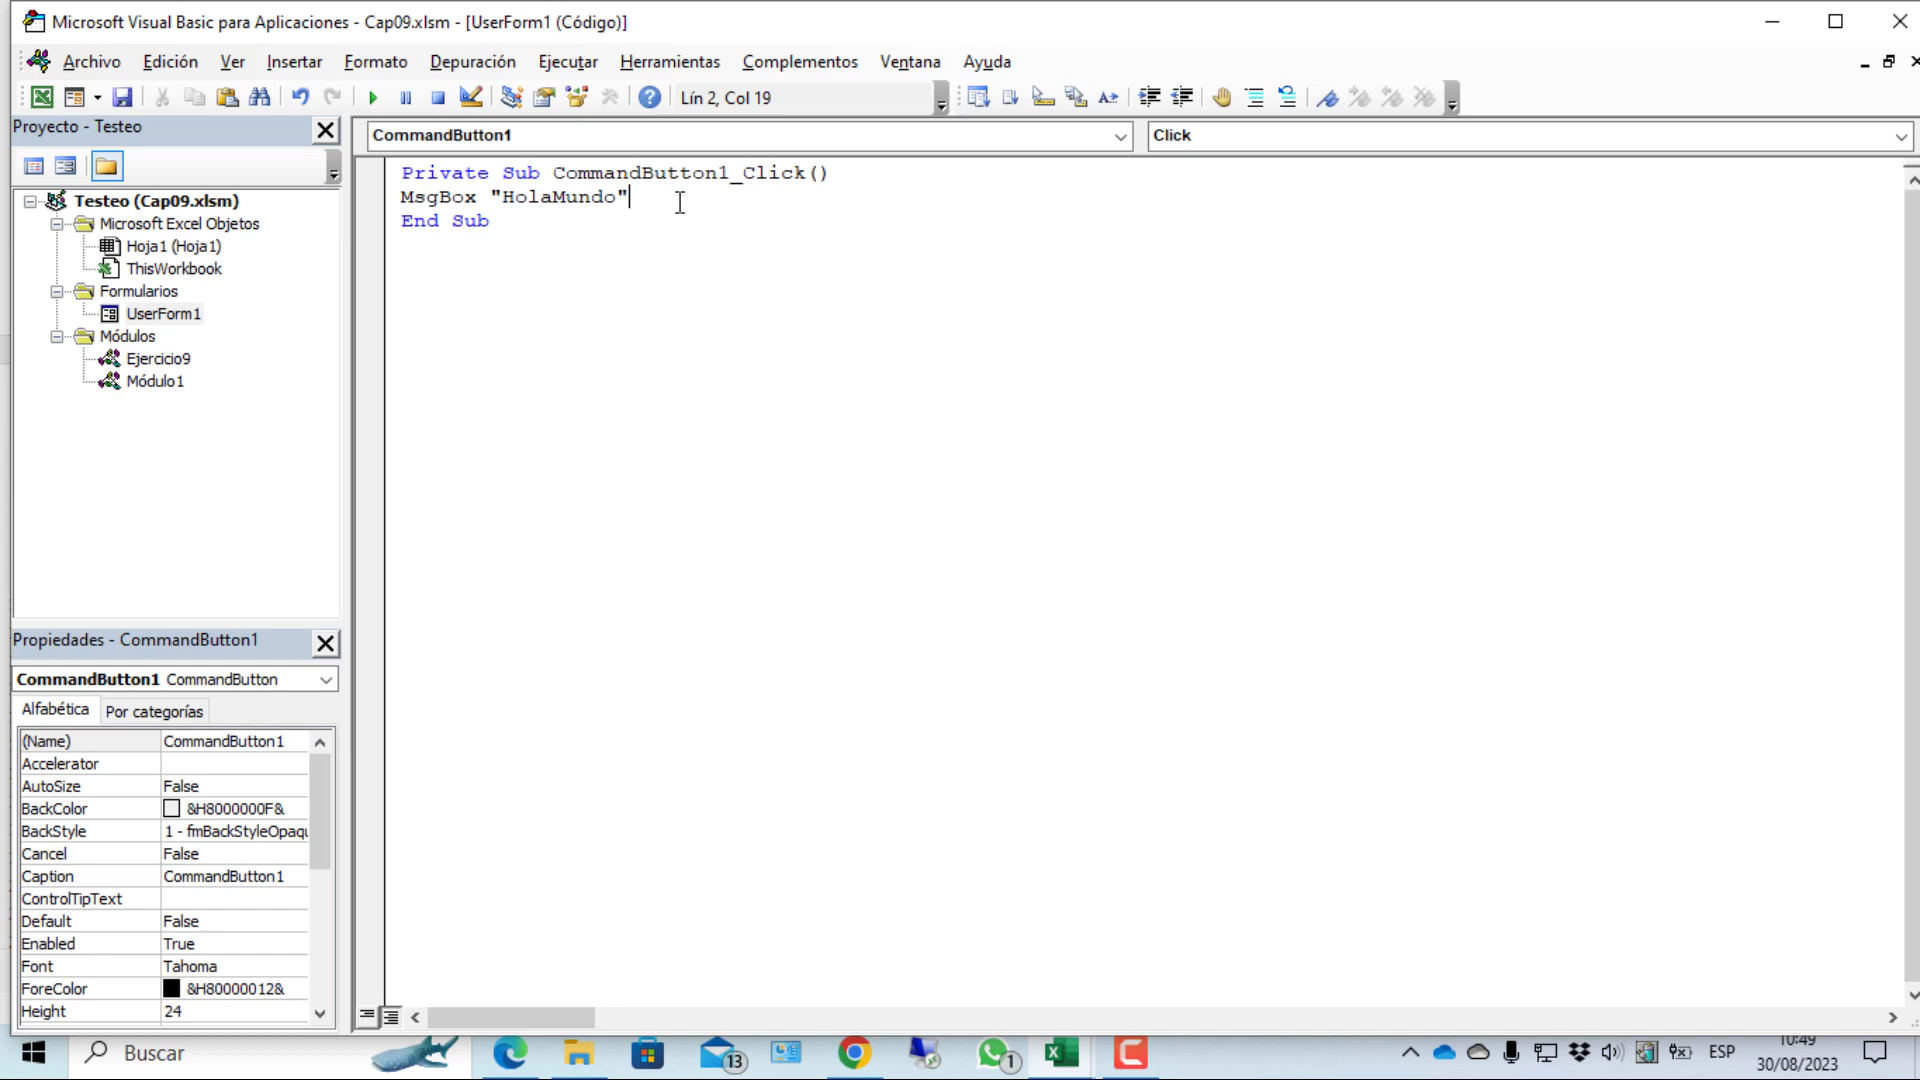 Microsoft Visual Basic para Aplicaciones - Cap09.xlsm - [UserForm1 (Código)]
Archivo Edición Ver Insertar Formato Depuración Ejecutar Herramientas Complementos Ventana Ayuda
Lín 2, Col 19
Proyecto - Testeo
CommandButton1
Click
Testeo (Cap09.xlsm)
Microsoft Excel Objetos
Hoja1 (Hoja1)
ThisWorkbook
Formularios
UserForm1
Módulos
Ejercicio9
Módulo1
Private Sub CommandButton1_Click()
MsgBox "HolaMundo"
End Sub
Propiedades - CommandButton1
CommandButton1 CommandButton
Alfabética Por categorías
(Name) CommandButton1
Accelerator
AutoSize False
BackColor &H8000000F&
BackStyle 1 - fmBackStyleOpaqu
Cancel False
Caption CommandButton1
ControlTipText
Default False
Enabled True
Font Tahoma
ForeColor &H80000012&
Height 24
Buscar
13
1
ESP
10:49
30/08/2023